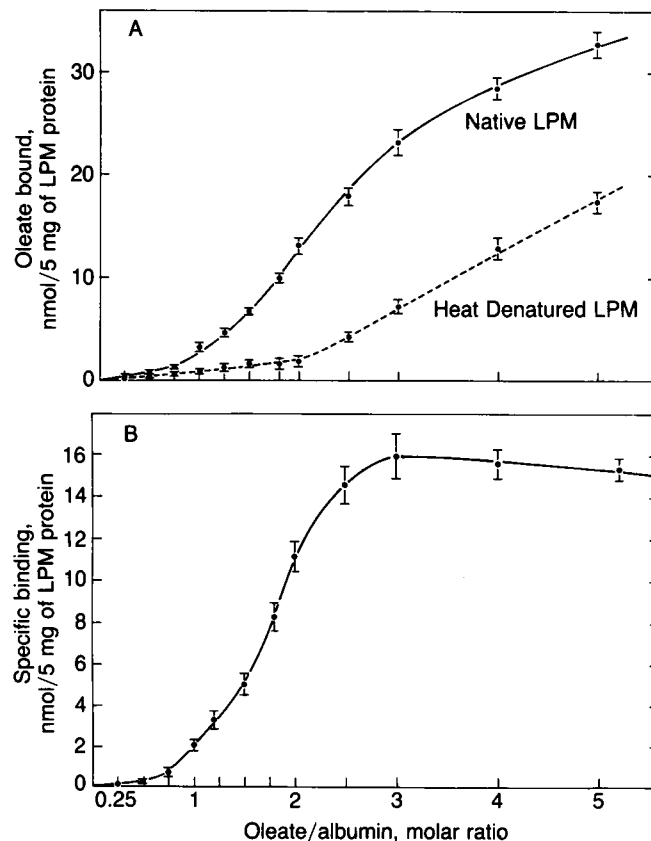 A
Oleate bound,
nmol/5 mg of LPM protein
30
20
10
0
Native LPM
Heat Denatured LPM
B
Specific binding,
nmol/5 mg of LPM protein
16
14
12
10
8
6
4
2
0
0.25
1
2
3
4
5
Oleate/albumin, molar ratio